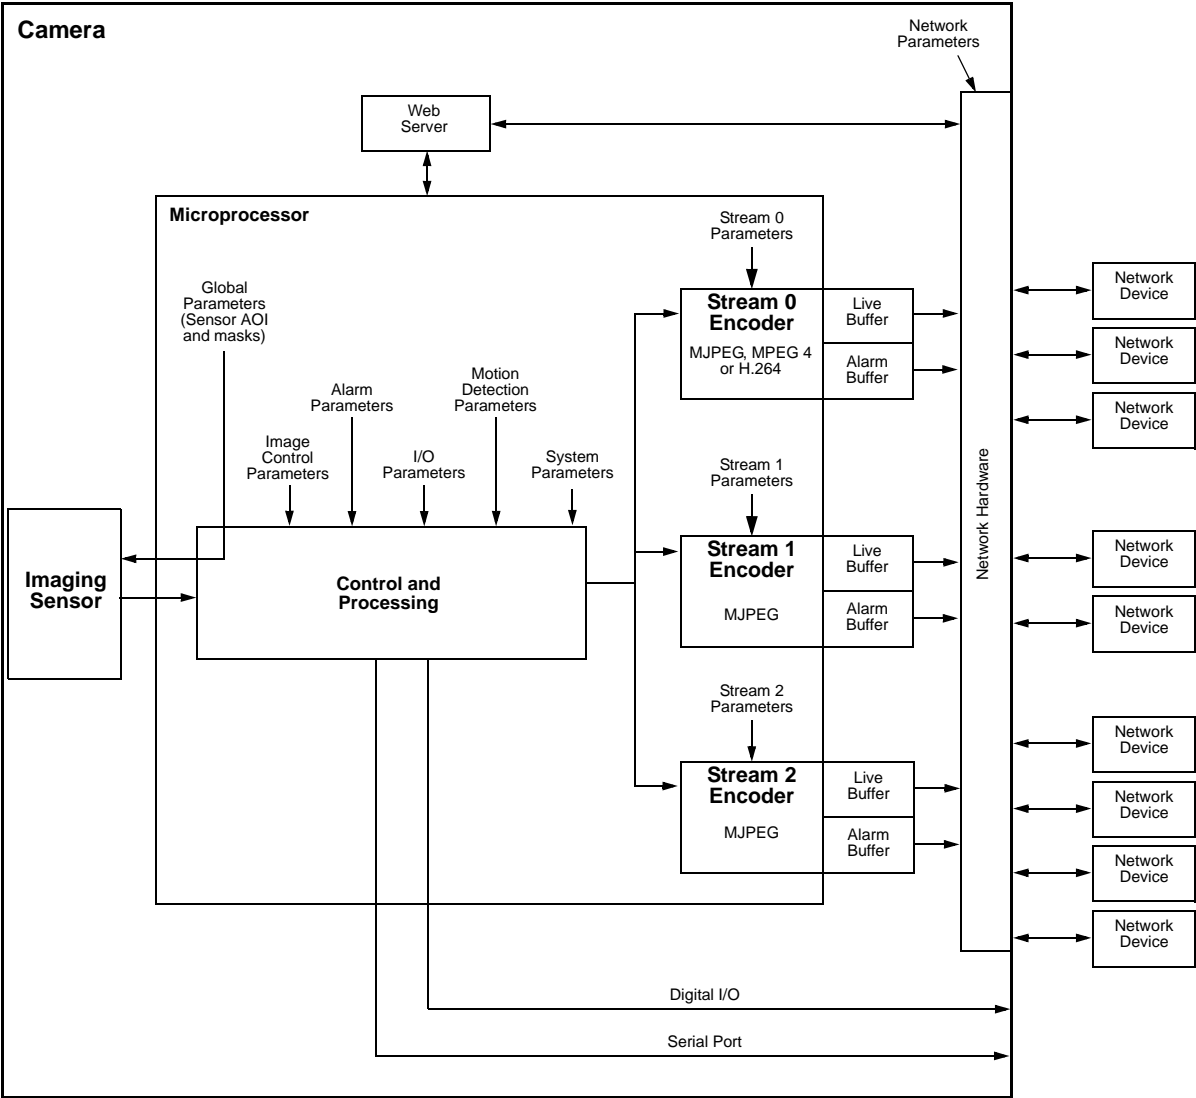 Camera
Network
Parameters
Web
Server
Microprocessor
Stream 0
Parameters
Global
Parameters
(Sensor AOI
and masks)
Stream 0
Encoder
MJPEG, MPEG 4
or H.264
Live
Buffer
Alarm
Buffer
Network
Device
Network
Device
Network
Device
Motion
Detection
Parameters
Alarm
Parameters
Image
Control
Parameters
I/O
Parameters
System
Parameters
Stream 1
Parameters
Network Hardware
Imaging
Sensor
Control and
Processing
Stream 1
Encoder
MJPEG
Live
Buffer
Alarm
Buffer
Network
Device
Network
Device
Stream 2
Parameters
Stream 2
Encoder
MJPEG
Live
Buffer
Alarm
Buffer
Network
Device
Network
Device
Network
Device
Network
Device
Digital I/O
Serial Port